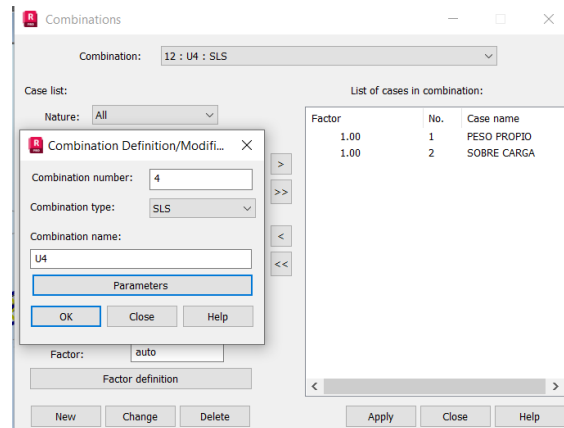 Combinations
Combination: 12 : U4 : SLS
Case list:
List of cases in combination:
Nature: All
Factor No. Case name
1.00 1 PESO PROPIO
1.00 2 SOBRE CARGA
Combination Definition/Modifi...
Combination number: 4
Combination type: SLS
Combination name:
U4
Parameters
OK Close Help
>
>>
<
<<
Factor: auto
Factor definition
New Change Delete
Apply Close Help